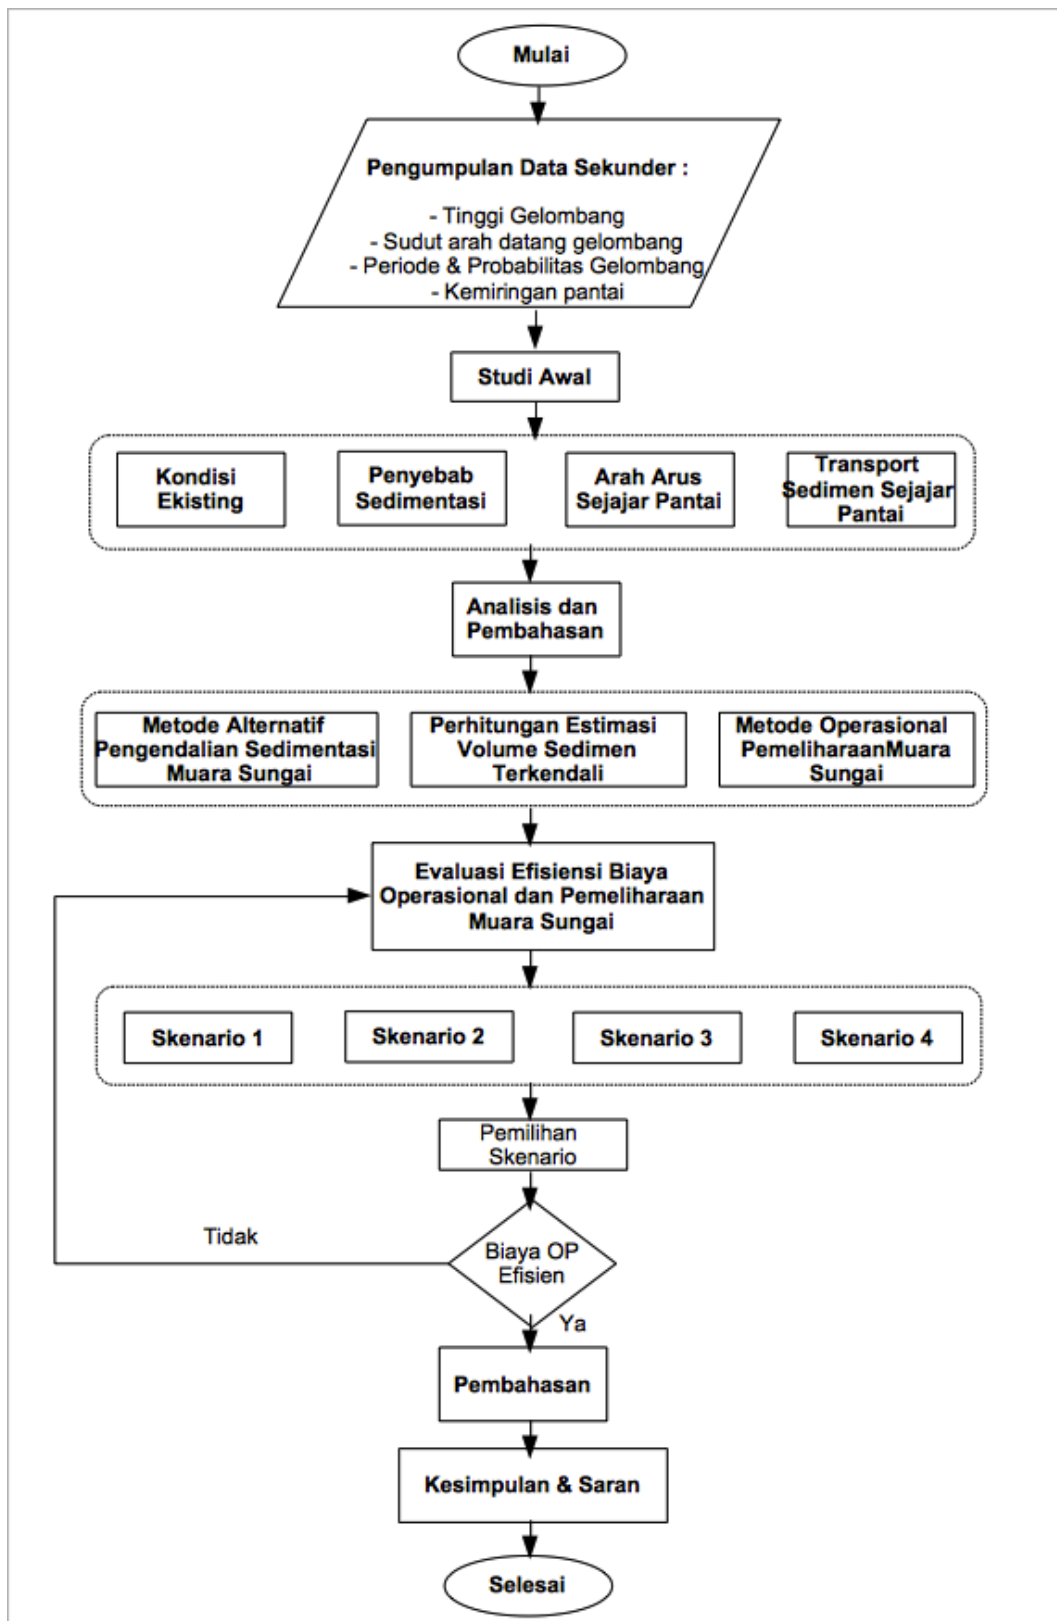 Mulai
Pengumpulan Data Sekunder :
- Tinggi Gelombang
- Sudut arah datang gelombang
- Periode & Probabilitas Gelombang
- Kemiringan pantai
Studi Awal
Kondisi
Ekisting
Penyebab
Sedimentasi
Arah Arus
Sejajar Pantai
Transport
Sedimen Sejajar
Pantai
Analisis dan
Pembahasan
Metode Alternatif
Pengendalian Sedimentasi
Muara Sungai
Perhitungan Estimasi
Volume Sedimen
Terkendali
Metode Operasional
PemeliharaanMuara
Sungai
Evaluasi Efisiensi Biaya
Operasional dan Pemeliharaan
Muara Sungai
Skenario 1
Skenario 2
Skenario 3
Skenario 4
Pemilihan
Skenario
Tidak
Biaya OP
Efisien
Ya
Pembahasan
Kesimpulan & Saran
Selesai